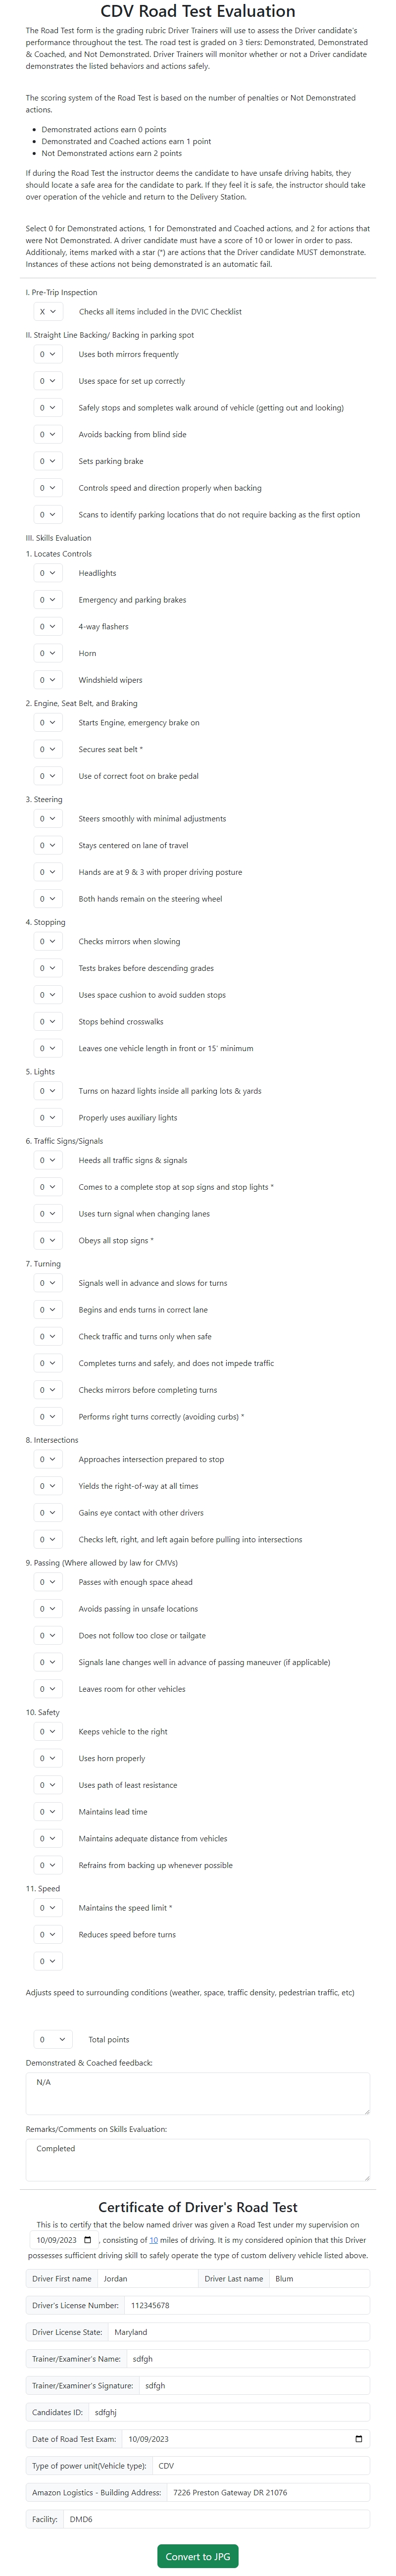 CDV Road Test Evaluation
The Road Test form is the grading rubric Driver Trainers will use to assess the Driver candidate's
performance throughout the test. The road test is graded on 3 tiers: Demonstrated, Demonstrated
& Coached, and Not Demonstrated. Driver Trainers will monitor whether or not a Driver candidate
demonstrates the listed behaviors and actions safely.
The scoring system of the Road Test is based on the number of penalties or Not Demonstrated
actions.
• Demonstrated actions earn 0 points
• Demonstrated and Coached actions earn 1 point
• Not Demonstrated actions earn 2 points
If during the Road Test the instructor deems the candidate to have unsafe driving habits, they
should locate a safe area for the candidate to park. If they feel it is safe, the instructor should take
over operation of the vehicle and return to the Delivery Station.
Select 0 for Demonstrated actions, 1 for Demonstrated and Coached actions, and 2 for actions that
were Not Demonstrated. A driver candidate must have a score of 10 or lower in order to pass,
Additionaly, items marked with a star (*) are actions that the Driver candidate MUST demonstrate.
Instances of these actions not being demonstrated is an automatic fail.
I. Pre-Trip Inspection
X Checks all items included in the DVIC Checklist
II. Straight Line Backing/ Backing in parking spot
0 Uses both mirrors frequently
0 Uses space for set up correctly
0 Safely stops and sompletes walk around of vehicle (getting out and looking)
0 Avoids backing from blind side
0 Sets parking brake
0 Controls speed and direction properly when backing
0 Scans to identify parking locations that do not require backing as the first option
III. Skills Evaluation
1. Locates Controls
0 Headlights
0 Emergency and parking brakes
0 4-way flashers
0 Horn
0 Windshield wipers
2. Engine, Seat Belt, and Braking
0 Starts Engine, emergency brake on
0 Secures seat belt *
0 Use of correct foot on brake pedal
3. Steering
0 Steers smoothly with minimal adjustments
0 Stays centered on lane of travel
0 Hands are at 9 & 3 with proper driving posture
0 Both hands remain on the steering wheel
4. Stopping
0 Checks mirrors when slowing
0 Tests brakes before descending grades
0 Uses space cushion to avoid sudden stops
0 Stops behind crosswalks
0 Leaves one vehicle length in front or 15' minimum
5. Lights
0 Turns on hazard lights inside all parking lots & yards
0 Properly uses auxiliary lights
6. Traffic Signs/Signals
0 Heeds all traffic signs & signals
0 Comes to a complete stop at sop signs and stop lights *
0 Uses turn signal when changing lanes
0 Obeys all stop signs *
7. Turning
0 Signals well in advance and slows for turns
0 Begins and ends turns in correct lane
0 Check traffic and turns only when safe
0 Completes turns and safely, and does not impede traffic
0 Checks mirrors before completing turns
0 Performs right turns correctly (avoiding curbs) *
8. Intersections
0 Approaches intersection prepared to stop
0 Yields the right-of-way at all times
0 Gains eye contact with other drivers
0 Checks left, right, and left again before pulling into intersections
9. Passing (Where allowed by law for CMVs)
0 Passes with enough space ahead
0 Avoids passing in unsafe locations
0 Does not follow too close or tailgate
0 Signals lane changes well in advance of passing maneuver (if applicable)
0 Leaves room for other vehicles
10. Safety
0 Keeps vehicle to the right
0 Uses horn properly
0 Uses path of least resistance
0 Maintains lead time
0 Maintains adequate distance from vehicles
0 Refrains from backing up whenever possible
11. Speed
0 Maintains the speed limit *
0 Reduces speed before turns
0
Adjusts speed to surrounding conditions (weather, space, traffic density, pedestrian traffic, etc)
0 Total points
Demonstrated & Coached feedback:
N/A
Remarks/Comments on Skills Evaluation:
Completed
Certificate of Driver's Road Test
This is to certify that the below named driver was given a Road Test under my supervision on
10/09/2023 , consisting of 10 miles of driving. It is my considered opinion that this Driver
possesses sufficient driving skill to safely operate the type of custom delivery vehicle listed above.
Driver First name Jordan Driver Last name Blum
Driver's License Number: 112345678
Driver License State: Maryland
Trainer/Examiner's Name: sdfgh
Trainer/Examiner's Signature: sdfgh
Candidates ID: sdfghj
Date of Road Test Exam: 10/09/2023
Type of power unit(Vehicle type): CDV
Amazon Logistics - Building Address: 7226 Preston Gateway DR 21076
Facility: DMD6
Convert to JPG